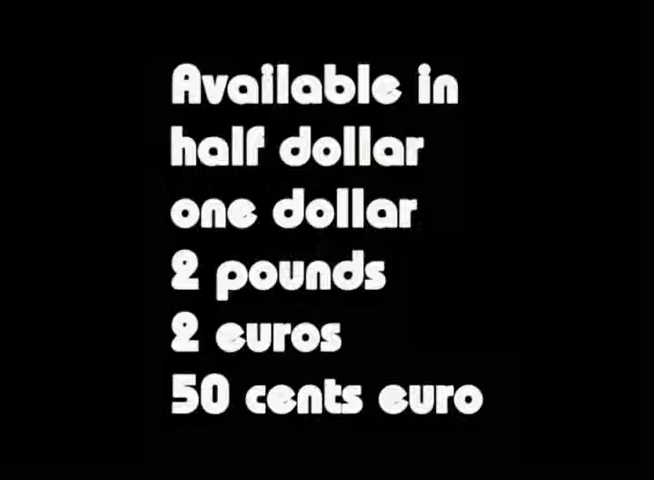 Available in
half dollar
one dollar
2 pounds
2 euros
50 cents euro